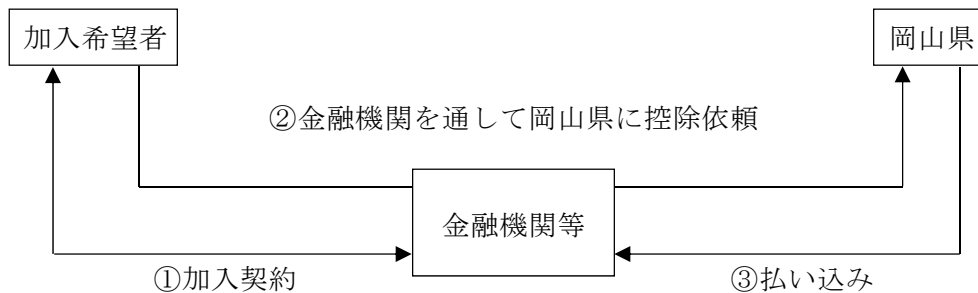 加入希望者
岡山県
②金融機関を通して岡山県に控除依頼
金融機関等
①加入契約
③払い込み